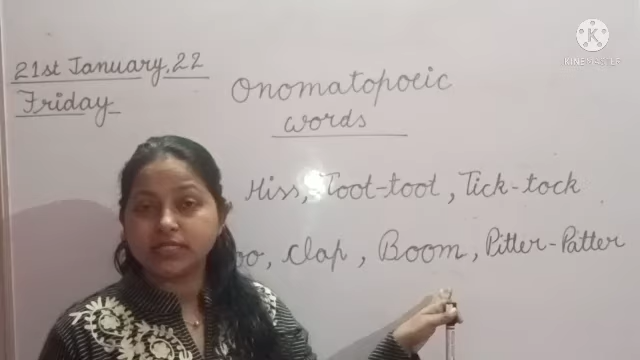 21st January, 22
Friday
Onomatopoeic
words
Hiss, Toot-toot, Tick-tock
Clap, Boom, Pitter-Patter
K
KINEMASTER